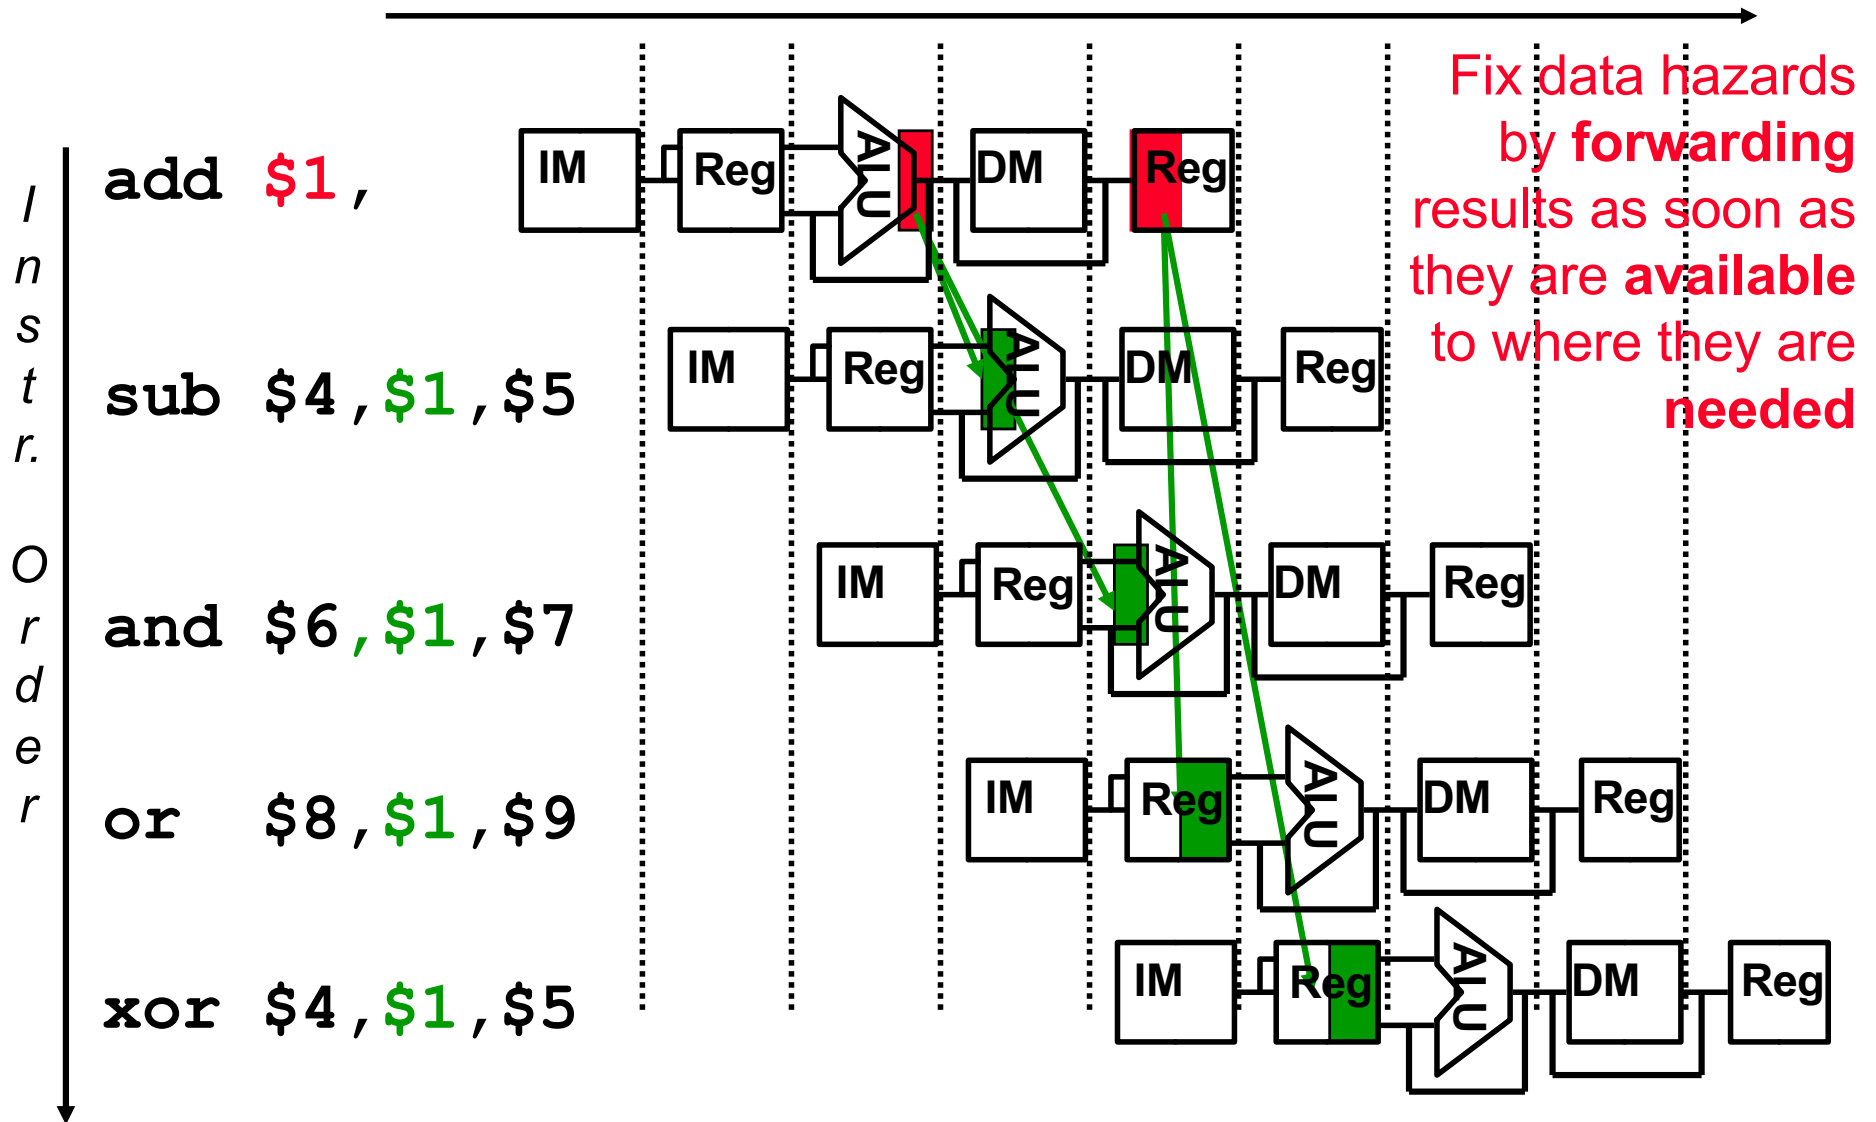 Fix data hazards
by forwarding
results as soon as
they are available
to where they are
needed
Instr. Order
add $1,
IM Reg ALU DM Reg
sub $4,$1,$5
IM Reg ALU DM Reg
and $6,$1,$7
IM Reg ALU DM Reg
or $8,$1,$9
IM Reg ALU DM Reg
xor $4,$1,$5
IM Reg ALU DM Reg